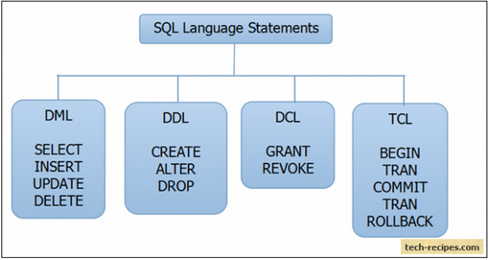 SQL Language Statements
DML
SELECT
INSERT
UPDATE
DELETE
DDL
CREATE
ALTER
DROP
DCL
GRANT
REVOKE
TCL
BEGIN
TRAN
COMMIT
TRAN
ROLLBACK
tech-recipes.com